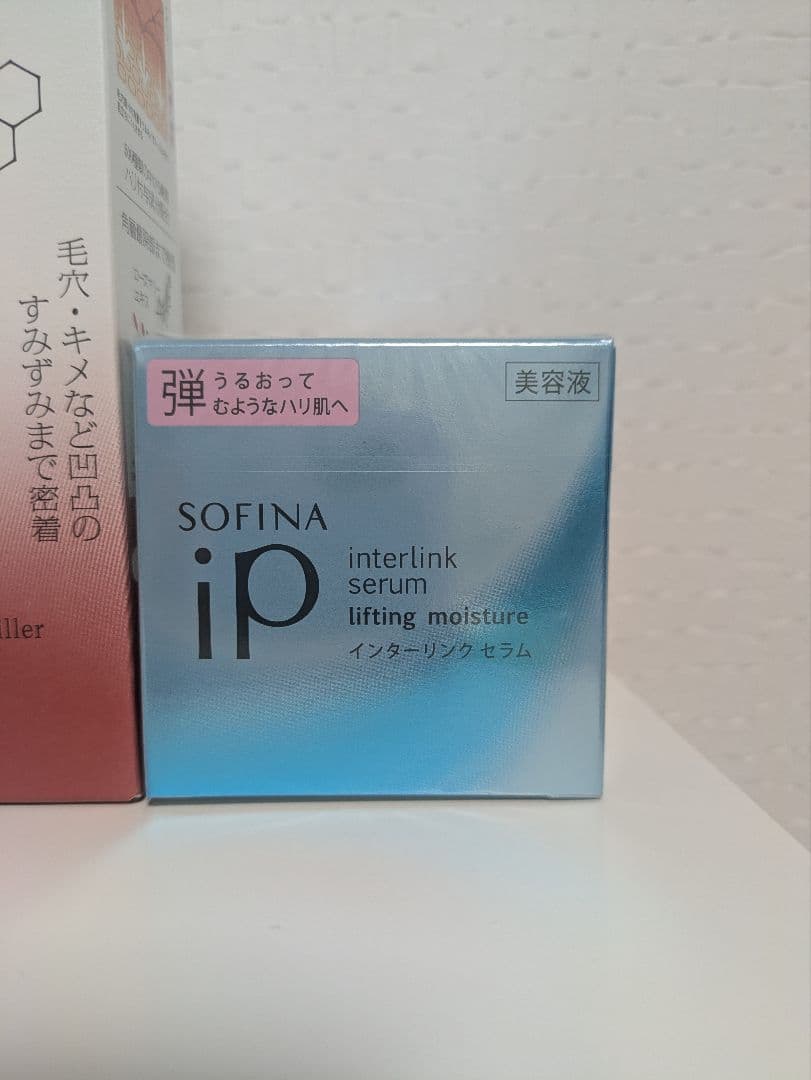 毛穴・キメなど凹凸の
すみずみまで密着
ller
弾
うるおって
むようなハリ肌へ
美容液
SOFINA
iP
interlink
serum
lifting moisture
インターリンク セラム